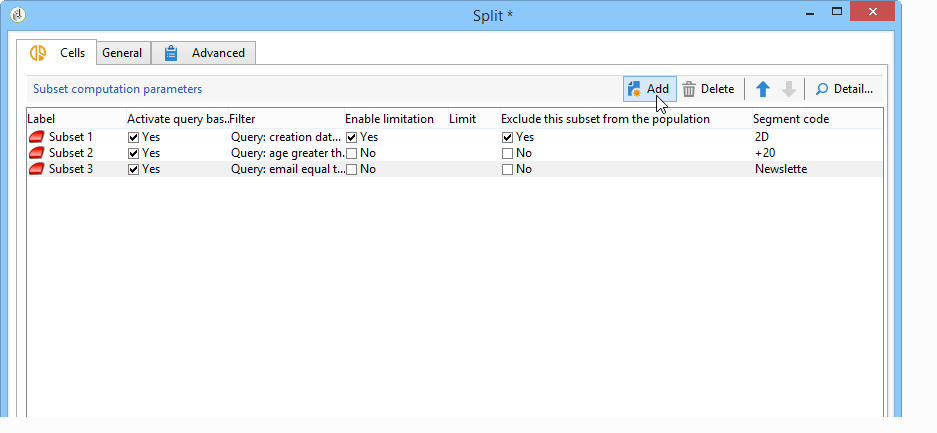 Split *
Cells General Advanced
Subset computation parameters Add Delete Detail...
Label Activate query bas.. Filter Enable limitation Limit Exclude this subset from the population Segment code
Subset 1 Yes Query: creation dat... Yes Yes 2D
Subset 2 Yes Query: age greater th. No No +20
Subset 3 Yes Query: email equal t... No No Newslette